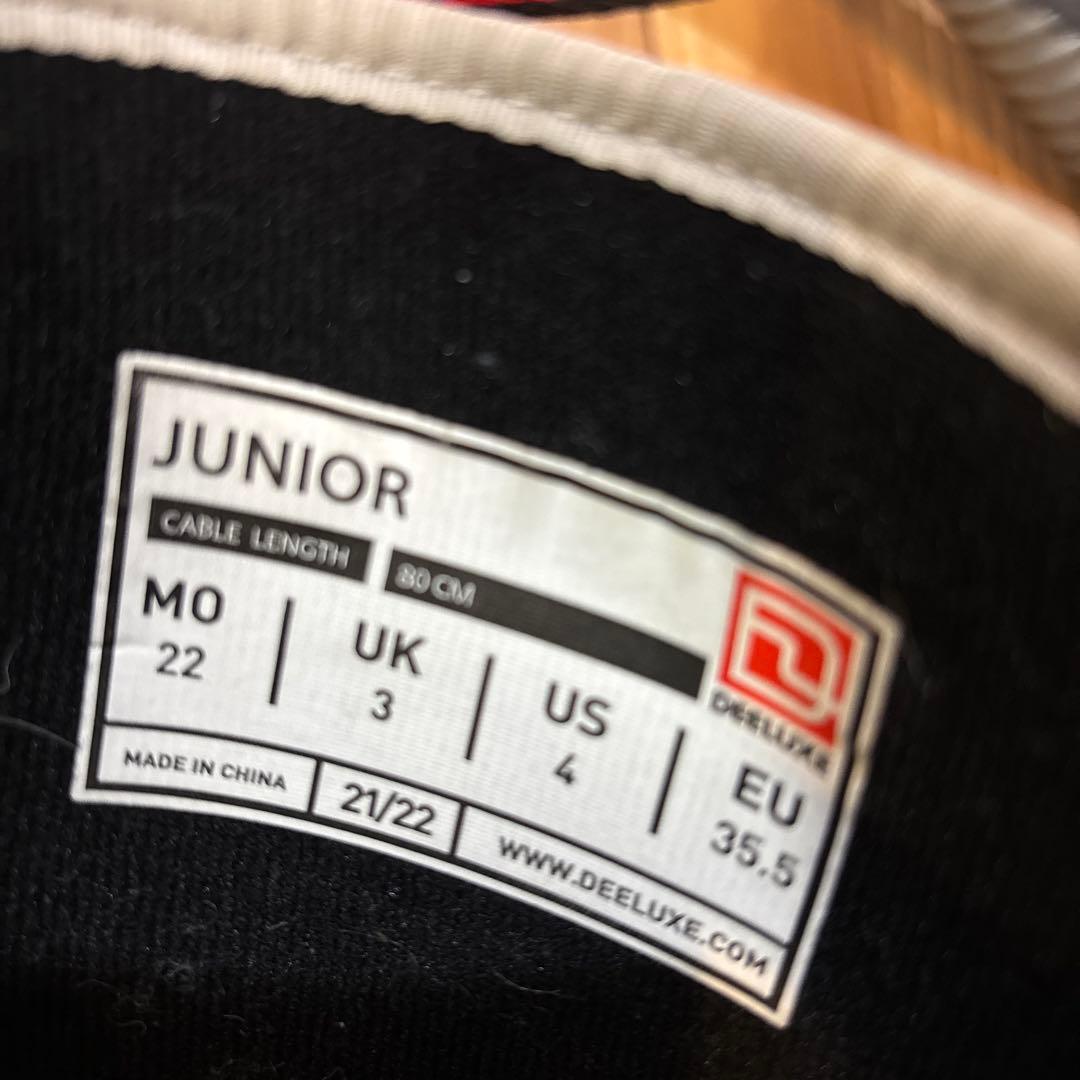 JUNIOR
CABLE LENGTH 80 CM
DEELUXE
MO UK US EU
22 3 4 35.5
MADE IN CHINA 21/22 WWW.DEELUXE.COM